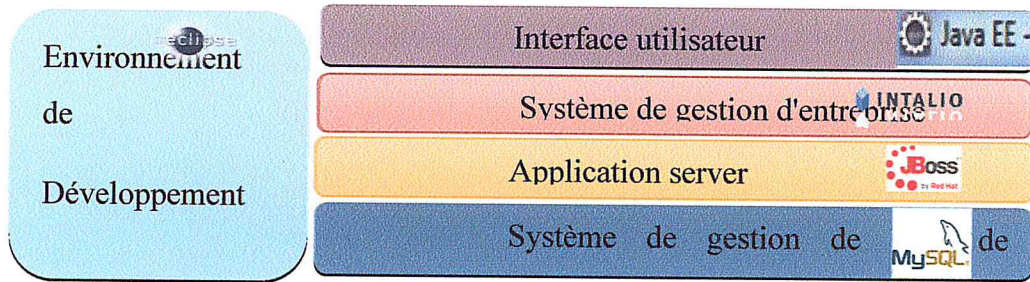 eclipse
Environnement
de
Développement
Interface utilisateur Java EE -
Système de gestion d'entreprise INTALIO
Application server JBoss by Red Hat
Système de gestion de MySQL de